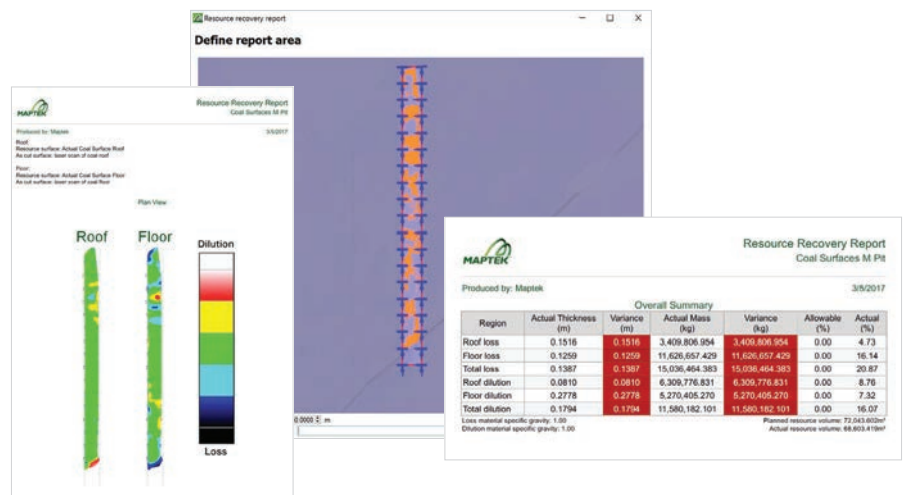 Resource recovery report
Define report area
0.0000 m
MAPTEK
Resource Recovery Report
Coal Surfaces M Pit
Produced by: Maptek
3/5/2017
Roof:
Resource surface: Actual Coal Surface Roof
As cut surface: laser scan of coal roof
Floor:
Resource surface: Actual Coal Surface Floor
As cut surface: laser scan of coal floor
Plan View
Roof Floor
Dilution
Loss
MAPTEK
Resource Recovery Report
Coal Surfaces M Pit
Produced by: Maptek
3/5/2017
Overall Summary
Region Actual Thickness (m) Variance (m) Actual Mass (kg) Variance (kg) Allowable (%) Actual (%)
Roof loss 0.1516 0.1516 3,409,806.954 3,409,806.954 0.00 4.73
Floor loss 0.1259 0.1259 11,626,657.429 11,626,657.429 0.00 16.14
Total loss 0.1387 0.1387 15,036,464.383 15,036,464.383 0.00 20.87
Roof dilution 0.0810 0.0810 6,309,776.831 6,309,776.831 0.00 8.76
Floor dilution 0.2778 0.2778 5,270,405.270 5,270,405.270 0.00 7.32
Total dilution 0.1794 0.1794 11,580,182.101 11,580,182.101 0.00 16.07
Loss material specific gravity: 1.00 Planned resource volume: 72,043.602m³
Dilution material specific gravity: 1.00 Actual resource volume: 68,603.419m³